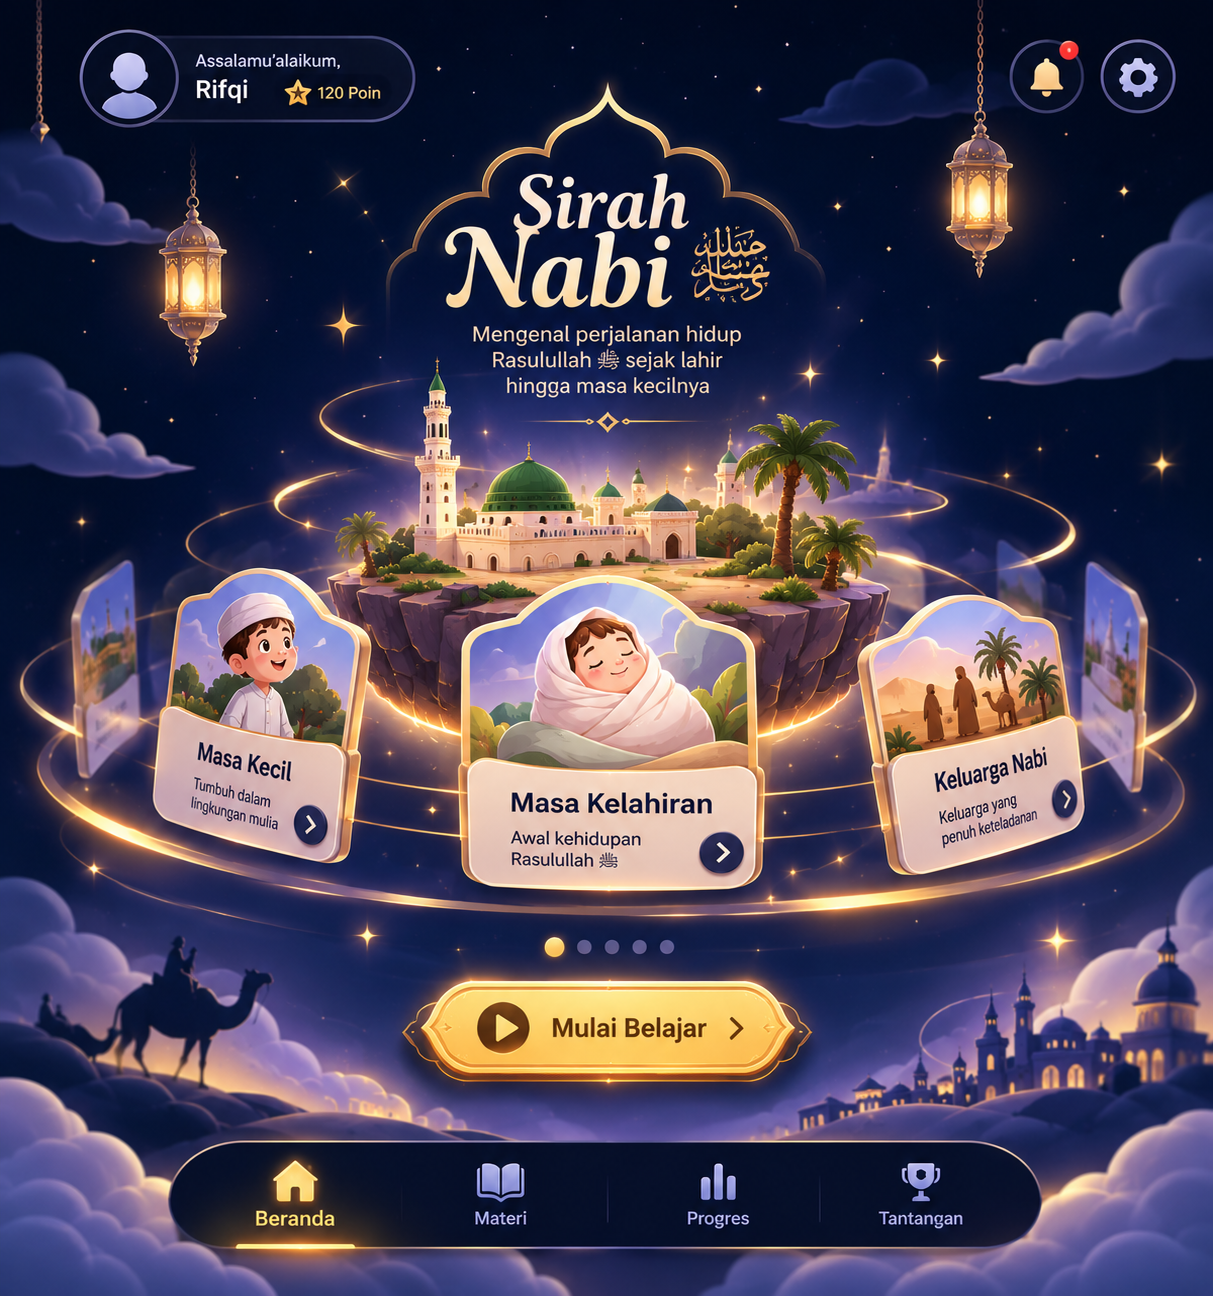 Assalamu'alaikum,
Rifqi
120 Poin
Sirah
Nabi
Mengenal perjalanan hidup
Rasulullah ﷺ sejak lahir
hingga masa kecilnya
Masa Kecil
Tumbuh dalam
lingkungan mulia
Masa Kelahiran
Awal kehidupan
Rasulullah ﷺ
Keluarga Nabi
Keluarga yang
penuh keteladanan
Mulai Belajar
Beranda
Materi
Progres
Tantangan